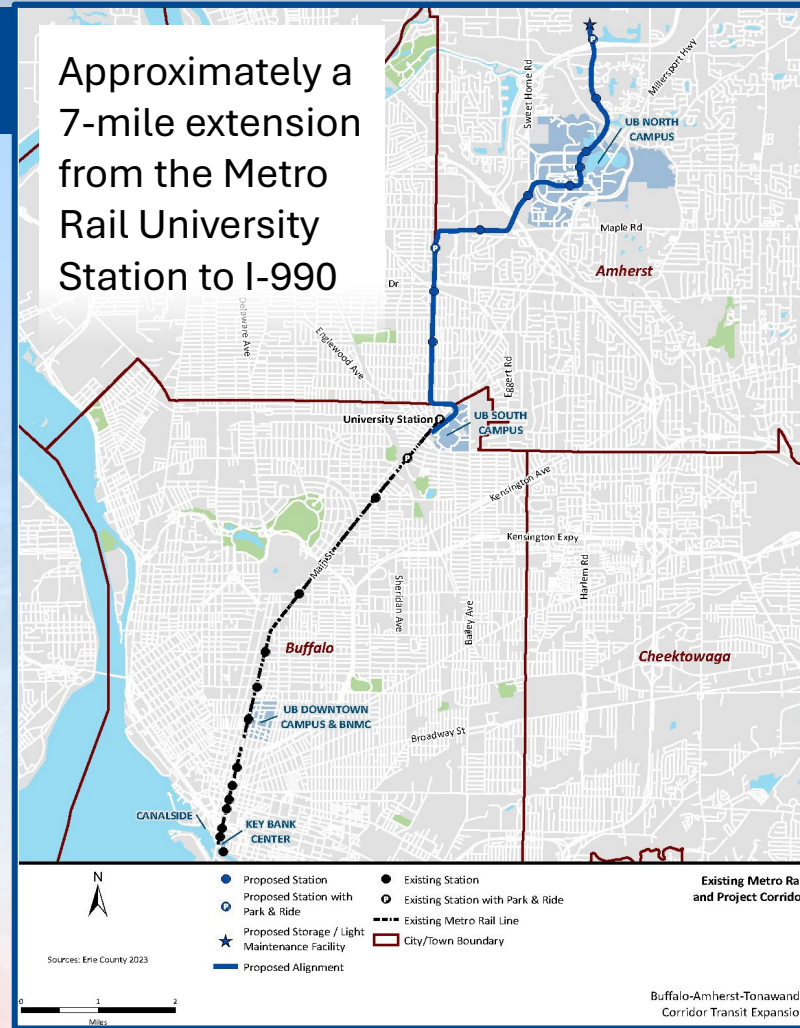 Approximately a
7-mile extension
from the Metro
Rail University
Station to I-990
Sweet Home Rd
Millersport Hwy
UB NORTH
CAMPUS
Maple Rd
Amherst
Dr
Delaware Ave
Englewood Ave
Eggert Rd
University Station
UB SOUTH
CAMPUS
Kensington Ave
Kensington Expy
Main St
Sheridan Ave
Bailey Ave
Harlem Rd
Buffalo
Cheektowaga
UB DOWNTOWN
CAMPUS & BNMC
Broadway St
CANALSIDE
KEY BANK
CENTER
N
Sources: Erie County 2023
0 1 2
Miles
Proposed Station
Proposed Station with
Park & Ride
Proposed Storage / Light
Maintenance Facility
Proposed Alignment
Existing Station
Existing Station with Park & Ride
Existing Metro Rail Line
City/Town Boundary
Existing Metro Ra
and Project Corrido
Buffalo-Amherst-Tonawand
Corridor Transit Expansio